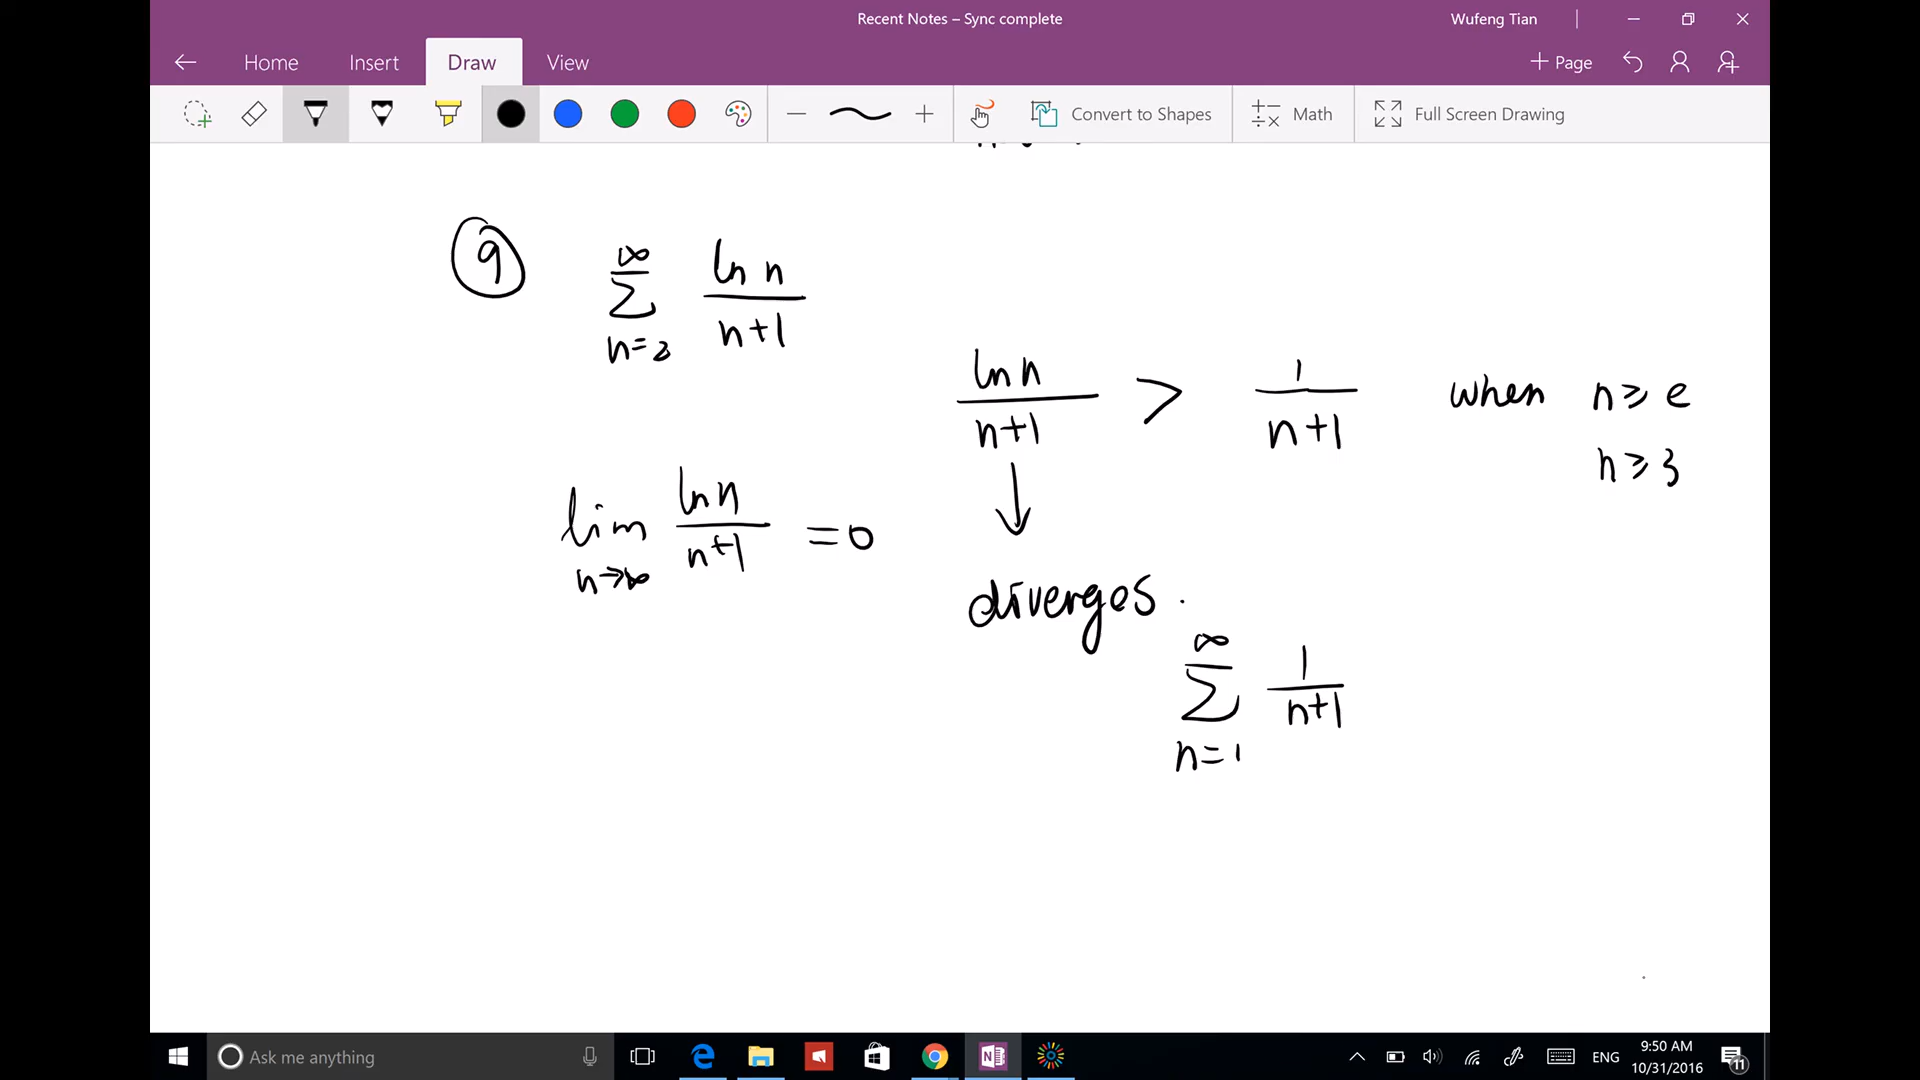 Recent Notes – Sync complete
Wufeng Tian
Home Insert Draw View
+ Page
Convert to Shapes
Math
Full Screen Drawing
9
∞
Σ ln n / n+1
n=2
ln n / n+1 > 1 / n+1 when n ≥ e
n ≥ 3
lim ln n / n+1 = 0
n→∞
↓
diverges.
∞
Σ 1 / n+1
n=1
Ask me anything
ENG
9:50 AM
10/31/2016
11